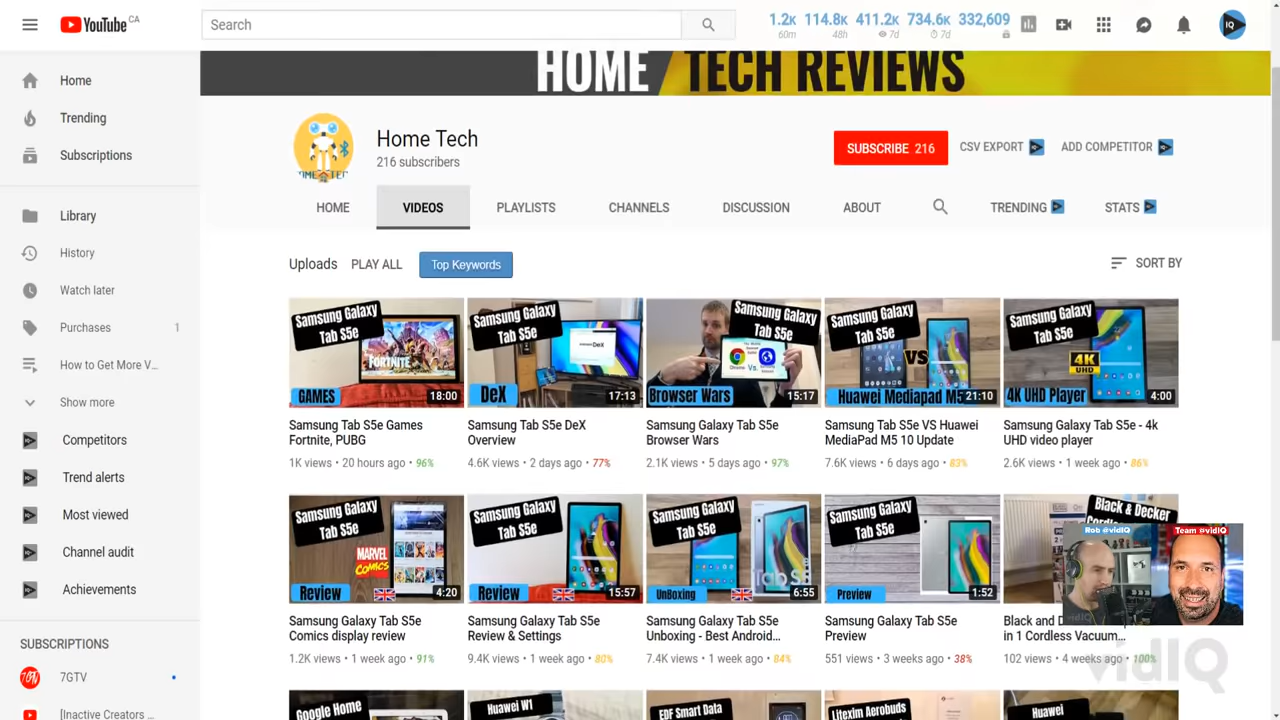 YouTube CA
Search
1.2K 114.8K 411.2K 734.6K 332,609
60m 48h 7d 7d
IQ
Home
Trending
Subscriptions
Library
History
Watch later
Purchases 1
How to Get More V...
Show more
Competitors
Trend alerts
Most viewed
Channel audit
Achievements
SUBSCRIPTIONS
7GTV
[Inactive Creators ...
HOME TECH REVIEWS
Home Tech
216 subscribers
SUBSCRIBE 216
CSV EXPORT
ADD COMPETITOR
HOME VIDEOS PLAYLISTS CHANNELS DISCUSSION ABOUT TRENDING STATS
Uploads PLAY ALL Top Keywords SORT BY
Samsung Galaxy
Tab S5e
FORTNITE
GAMES
18:00
Samsung Tab S5e Games
Fortnite, PUBG
1K views • 20 hours ago • 96%
Samsung Galaxy
Tab S5e
DeX
17:13
Samsung Tab S5e DeX
Overview
4.6K views • 2 days ago • 77%
Samsung Galaxy
Tab S5e
Chrome Vs.
Browser Wars
15:17
Samsung Galaxy Tab S5e
Browser Wars
2.1K views • 5 days ago • 97%
Samsung Galaxy
Tab S5e
VS
Huawei Mediapad M5
21:10
Samsung Tab S5e VS Huawei
MediaPad M5 10 Update
7.6K views • 6 days ago • 83%
Samsung Galaxy
Tab S5e
4K
UHD
4K UHD Player
4:00
Samsung Galaxy Tab S5e - 4k
UHD video player
2.6K views • 1 week ago • 86%
Samsung Galaxy
Tab S5e
MARVEL
COMICS
Review
4:20
Samsung Galaxy Tab S5e
Comics display review
1.2K views • 1 week ago • 91%
Samsung Galaxy
Tab S5e
Review
15:57
Samsung Galaxy Tab S5e
Review & Settings
9.4K views • 1 week ago • 80%
Samsung Galaxy
Tab S5e
UnBoxing
6:55
Samsung Galaxy Tab S5e
Unboxing - Best Android...
7.4K views • 1 week ago • 84%
Samsung Galaxy
Tab S5e
Preview
1:52
Samsung Galaxy Tab S5e
Preview
551 views • 3 weeks ago • 38%
Black & Decker
Rob @vidIQ Team @vidIQ
in 1 Cordless Vacuum...
102 views • 4 weeks ago • 100%
vidIQ
Google Home
Huawei W1
EDF Smart Data
Litexim Aerobuds
Huawei